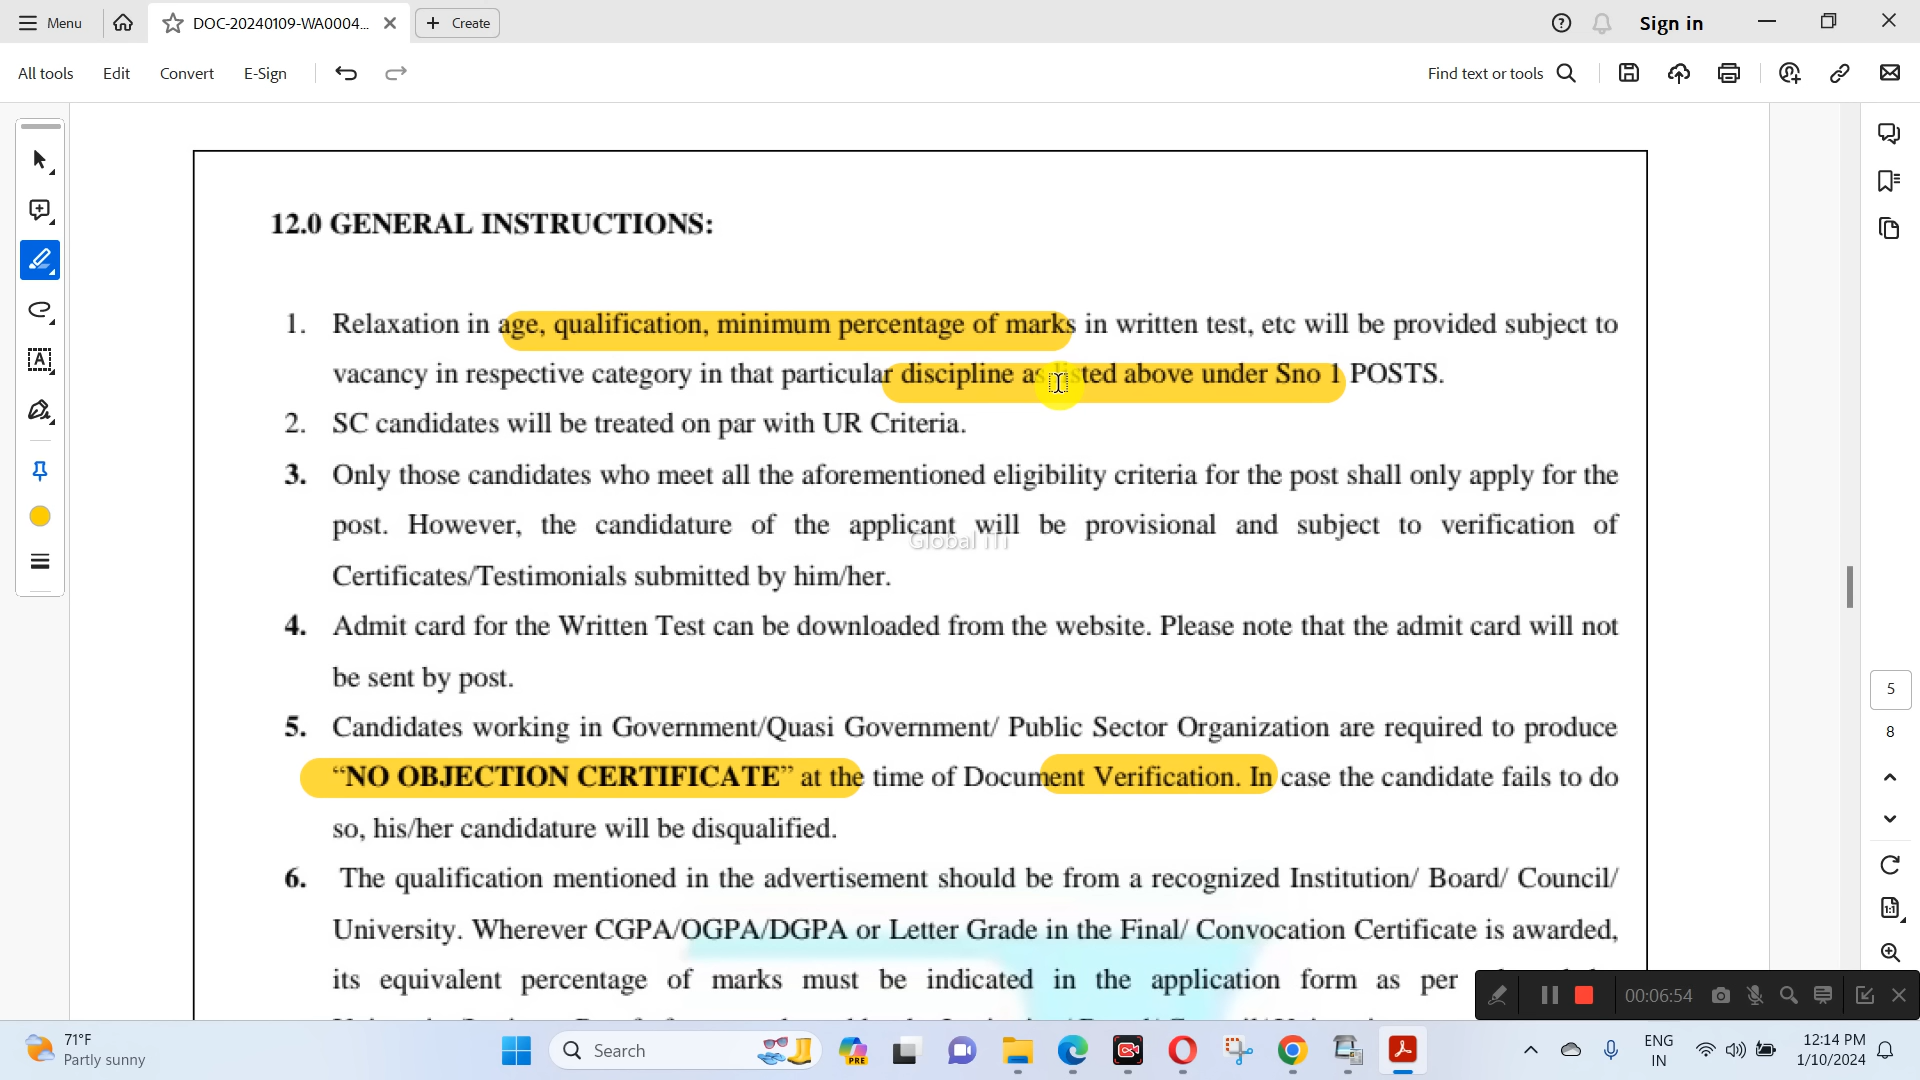 Menu
DOC-20240109-WA0004...
Create
Sign in
All tools
Edit
Convert
E-Sign
Find text or tools
12.0 GENERAL INSTRUCTIONS:
1. Relaxation in age, qualification, minimum percentage of marks in written test, etc will be provided subject to
vacancy in respective category in that particular discipline as listed above under Sno 1 POSTS.
2. SC candidates will be treated on par with UR Criteria.
3. Only those candidates who meet all the aforementioned eligibility criteria for the post shall only apply for the
post. However, the candidature of the applicant will be provisional and subject to verification of
Global iTi
Certificates/Testimonials submitted by him/her.
4. Admit card for the Written Test can be downloaded from the website. Please note that the admit card will not
be sent by post.
5. Candidates working in Government/Quasi Government/ Public Sector Organization are required to produce
“NO OBJECTION CERTIFICATE” at the time of Document Verification. In case the candidate fails to do
so, his/her candidature will be disqualified.
6. The qualification mentioned in the advertisement should be from a recognized Institution/ Board/ Council/
University. Wherever CGPA/OGPA/DGPA or Letter Grade in the Final/ Convocation Certificate is awarded,
its equivalent percentage of marks must be indicated in the application form as per
5
8
00:06:54
71°F
Partly sunny
Search
PRE
ENG
IN
12:14 PM
1/10/2024